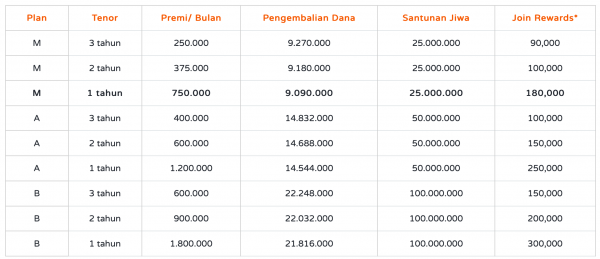 Plan Tenor Premi/ Bulan Pengembalian Dana Santunan Jiwa Join Rewards*
M 3 tahun 250.000 9.270.000 25.000.000 90,000
M 2 tahun 375.000 9.180.000 25.000.000 100,000
M 1 tahun 750.000 9.090.000 25.000.000 180,000
A 3 tahun 400.000 14.832.000 50.000.000 100,000
A 2 tahun 600.000 14.688.000 50.000.000 150,000
A 1 tahun 1.200.000 14.544.000 50.000.000 250,000
B 3 tahun 600.000 22.248.000 100.000.000 150,000
B 2 tahun 900.000 22.032.000 100.000.000 200,000
B 1 tahun 1.800.000 21.816.000 100.000.000 300,000